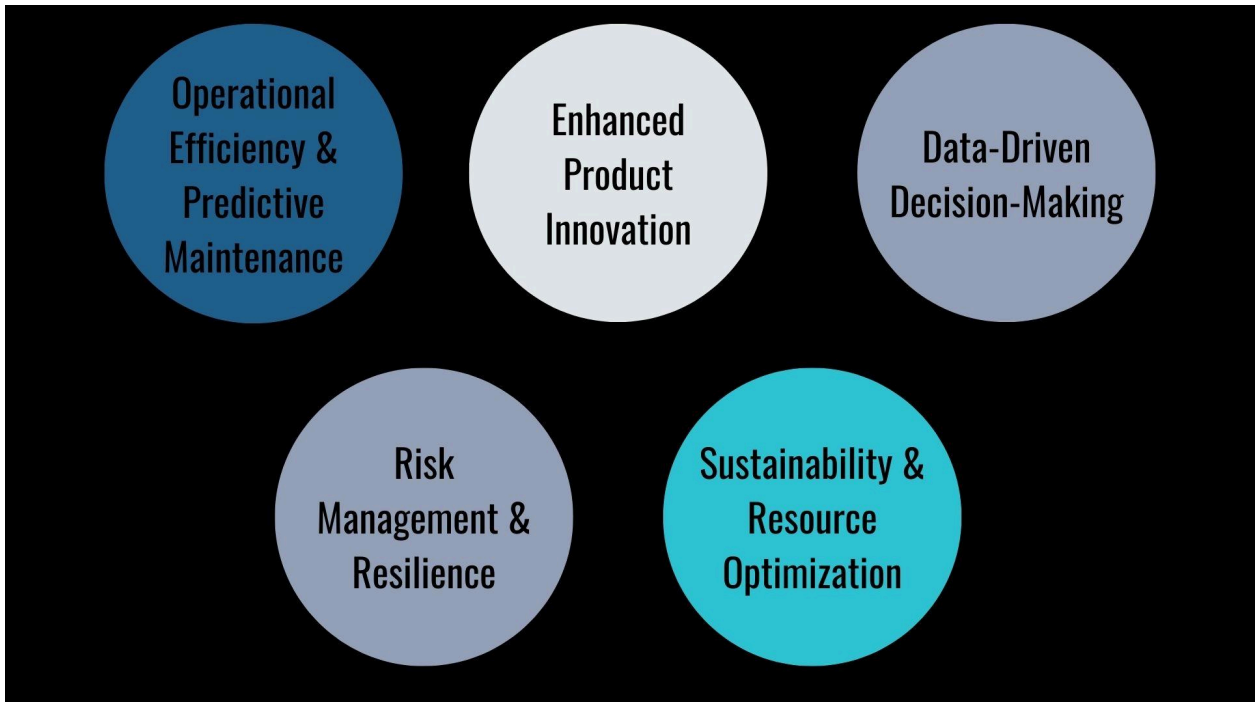 Operational
Efficiency &
Predictive
Maintenance
Enhanced
Product
Innovation
Data-Driven
Decision-Making
Risk
Management &
Resilience
Sustainability &
Resource
Optimization